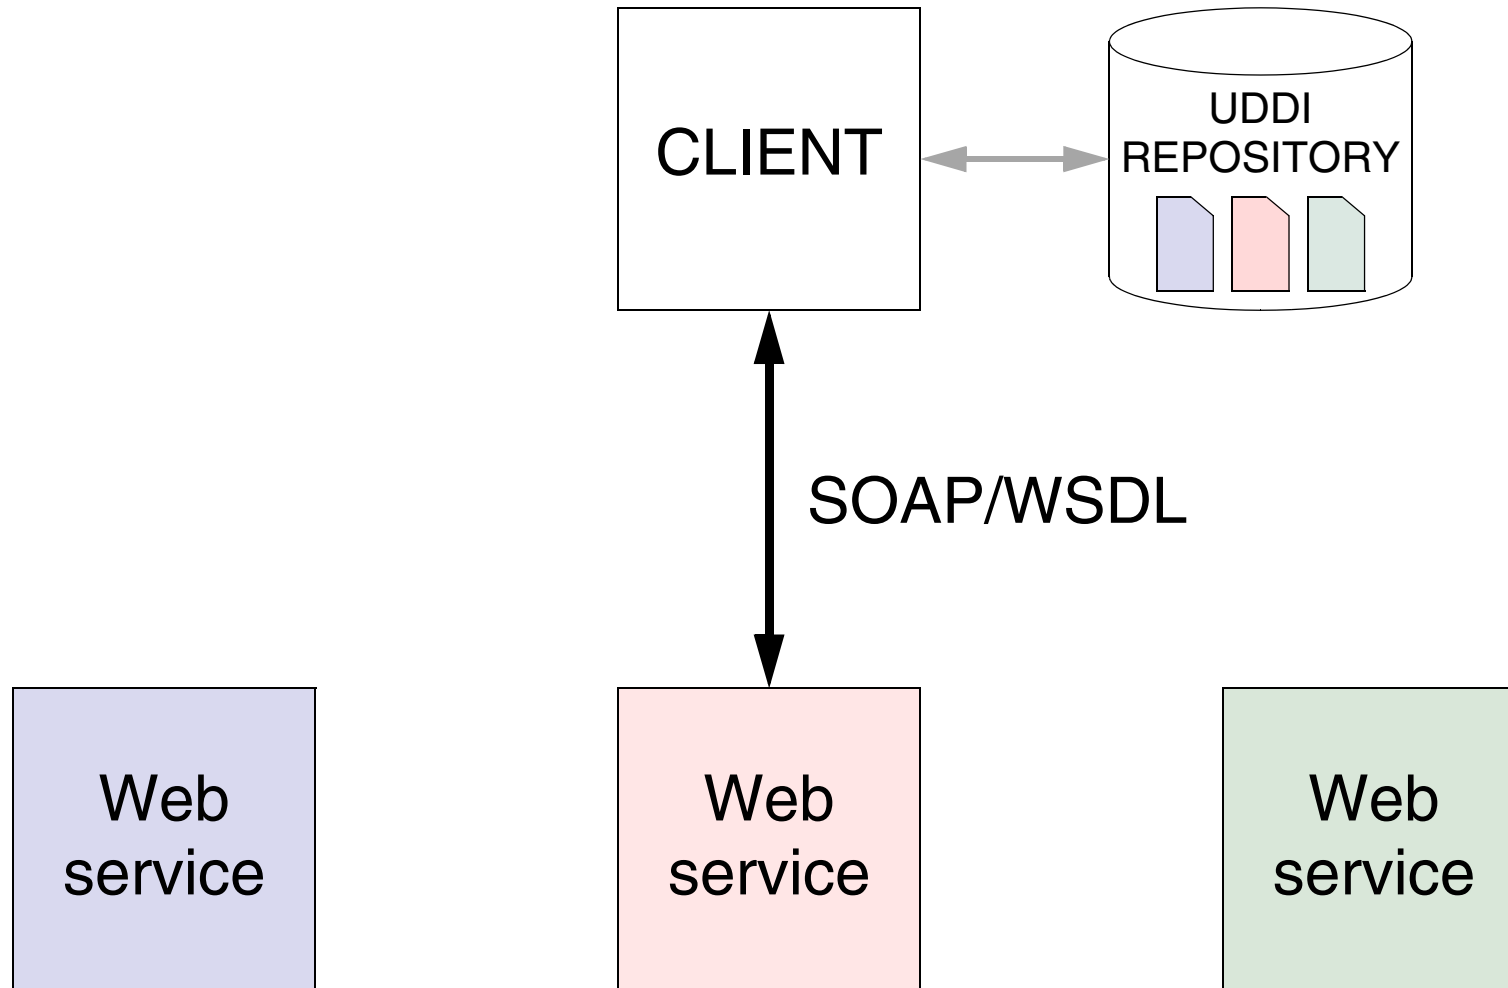 CLIENT
UDDI
REPOSITORY
SOAP/WSDL
Web
service
Web
service
Web
service